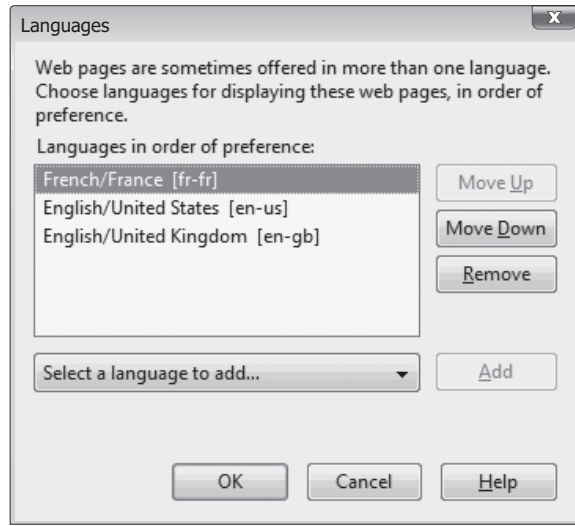 Languages
X
Web pages are sometimes offered in more than one language.
Choose languages for displaying these web pages, in order of
preference.
Languages in order of preference:
French/France [fr-fr]
English/United States [en-us]
English/United Kingdom [en-gb]
Move Up
Move Down
Remove
Select a language to add...
Add
OK
Cancel
Help